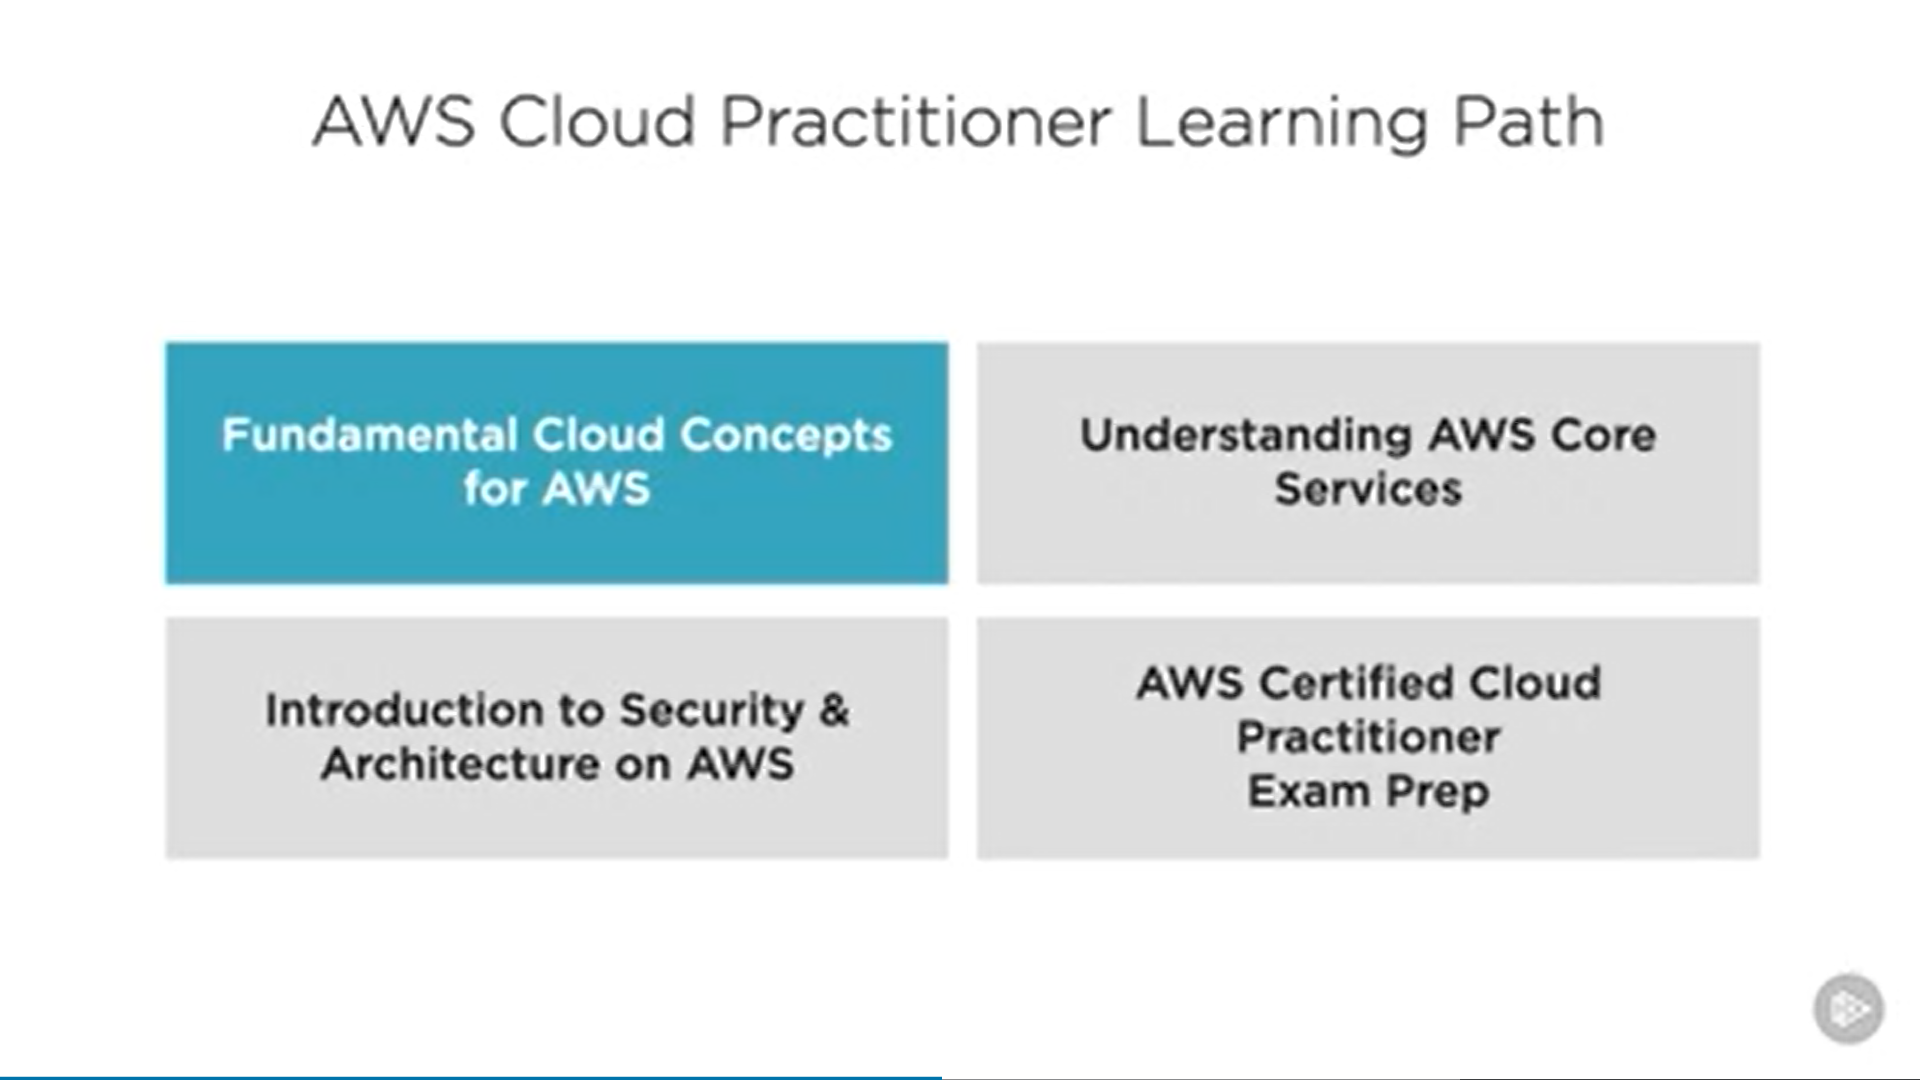 AWS Cloud Practitioner Learning Path
Fundamental Cloud Concepts
for AWS
Understanding AWS Core
Services
Introduction to Security &
Architecture on AWS
AWS Certified Cloud
Practitioner
Exam Prep